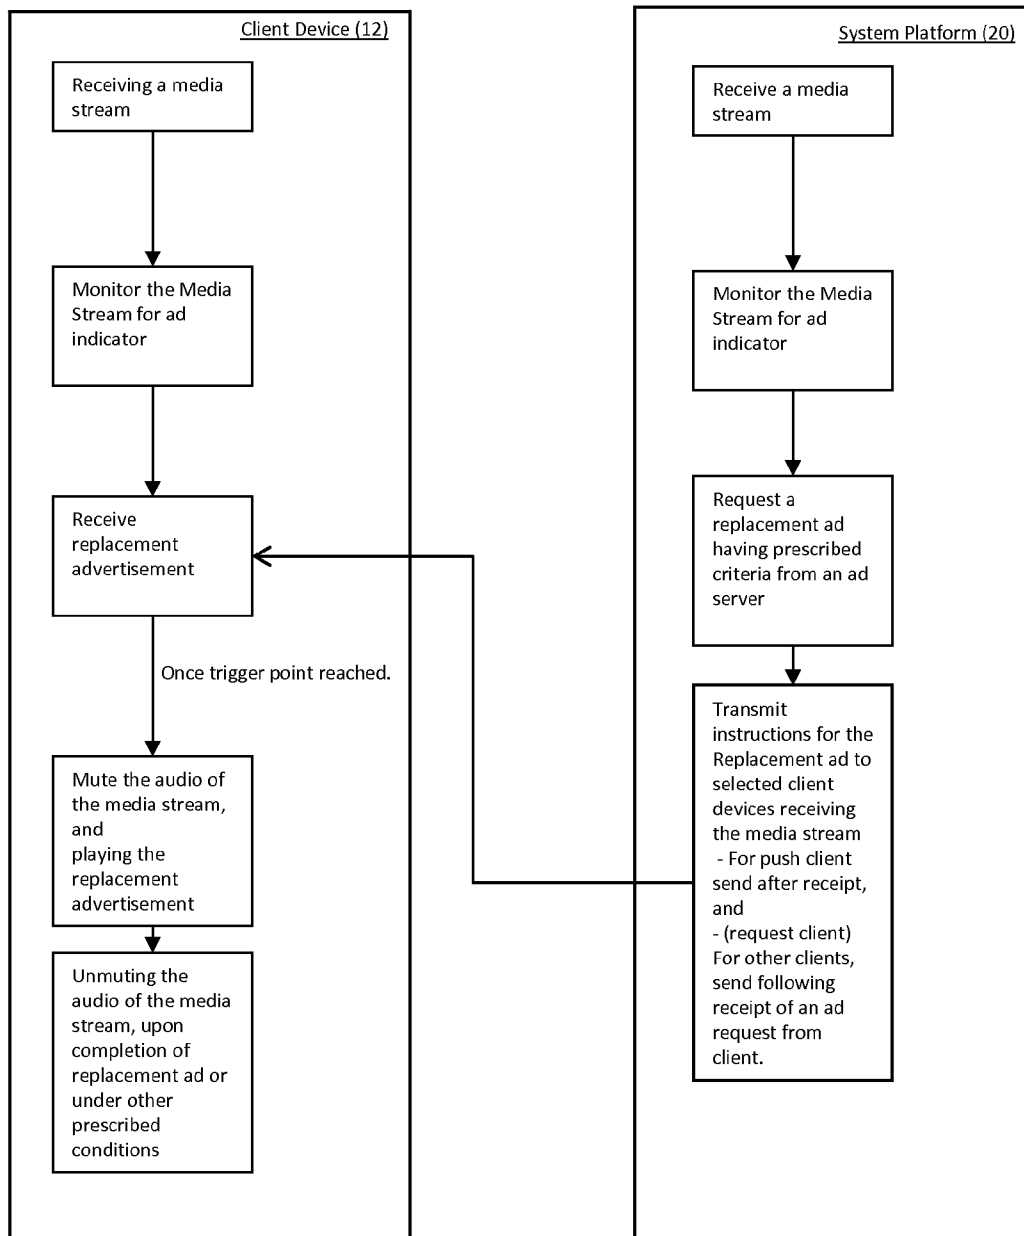 Client Device (12)
Receiving a media
stream
Monitor the Media
Stream for ad
indicator
Receive
replacement
advertisement
Once trigger point reached.
Mute the audio of
the media stream,
and
playing the
replacement
advertisement
Unmuting the
audio of the media
stream, upon
completion of
replacement ad or
under other
prescribed
conditions
System Platform (20)
Receive a media
stream
Monitor the Media
Stream for ad
indicator
Request a
replacement ad
having prescribed
criteria from an ad
server
Transmit
instructions for the
Replacement ad to
selected client
devices receiving
the media stream
- For push client
send after receipt,
and
- (request client)
For other clients,
send following
receipt of an ad
request from
client.